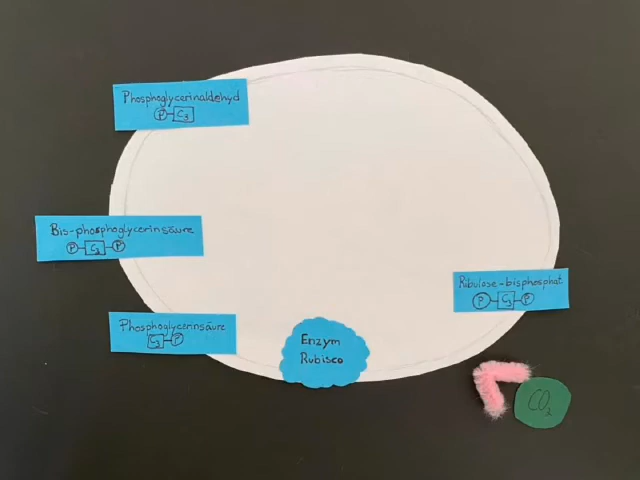 Phosphoglycerinaldehyd
P-C3
Bis-phosphoglycerinsäure
P-C3-P
Phosphoglycerinsäure
C3-P
Enzym
Rubisco
Ribulose-bisphosphat
P-C5-P
CO2